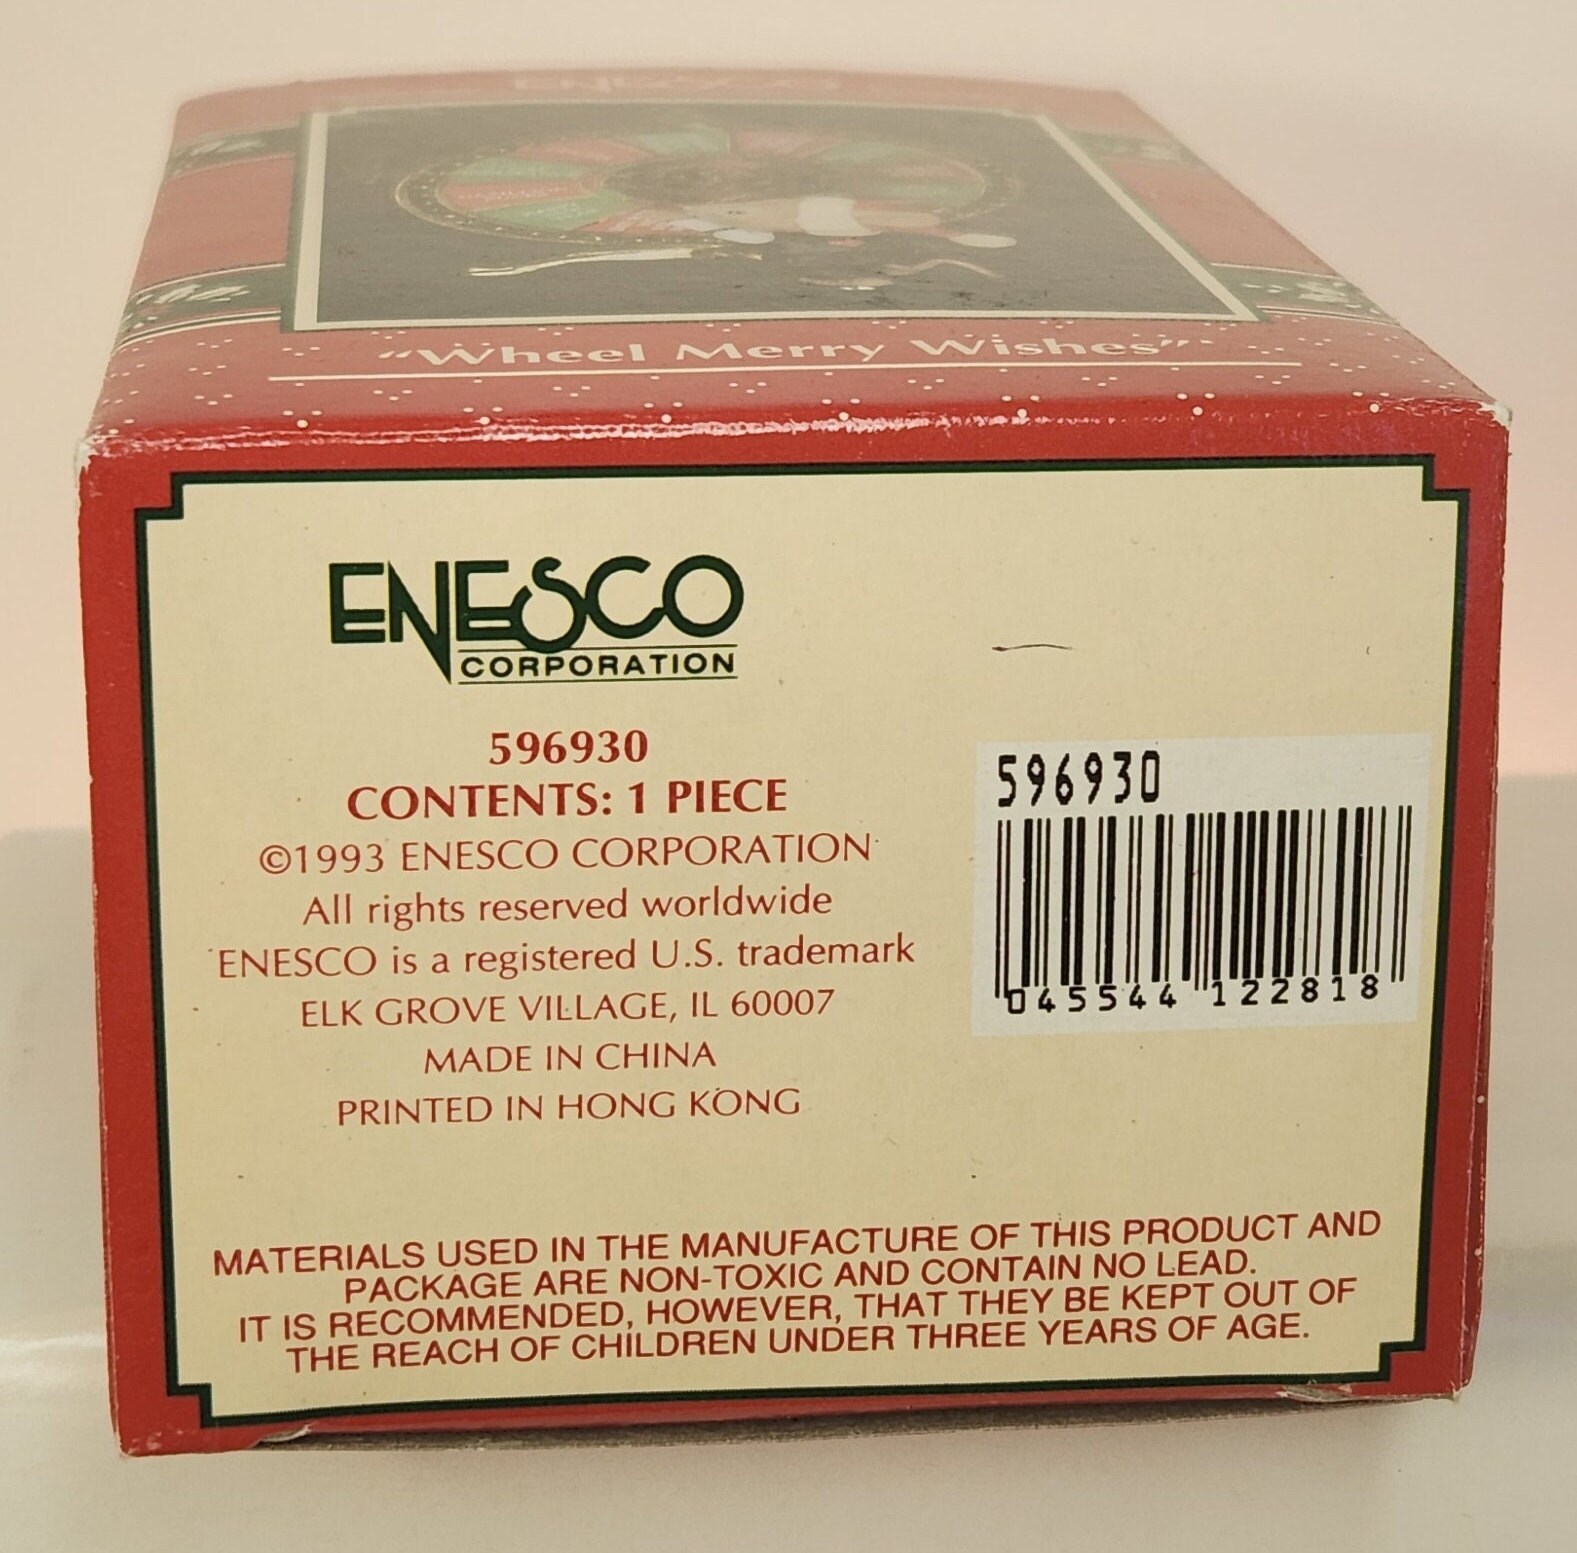 ENESCO
"Wheel Merry Wishes"
ENESCO
CORPORATION
596930
CONTENTS: 1 PIECE
©1993 ENESCO CORPORATION
All rights reserved worldwide
ENESCO is a registered U.S. trademark
ELK GROVE VILLAGE, IL 60007
MADE IN CHINA
PRINTED IN HONG KONG
596930
0 45544 12281 8
MATERIALS USED IN THE MANUFACTURE OF THIS PRODUCT AND
PACKAGE ARE NON-TOXIC AND CONTAIN NO LEAD.
IT IS RECOMMENDED, HOWEVER, THAT THEY BE KEPT OUT OF
THE REACH OF CHILDREN UNDER THREE YEARS OF AGE.